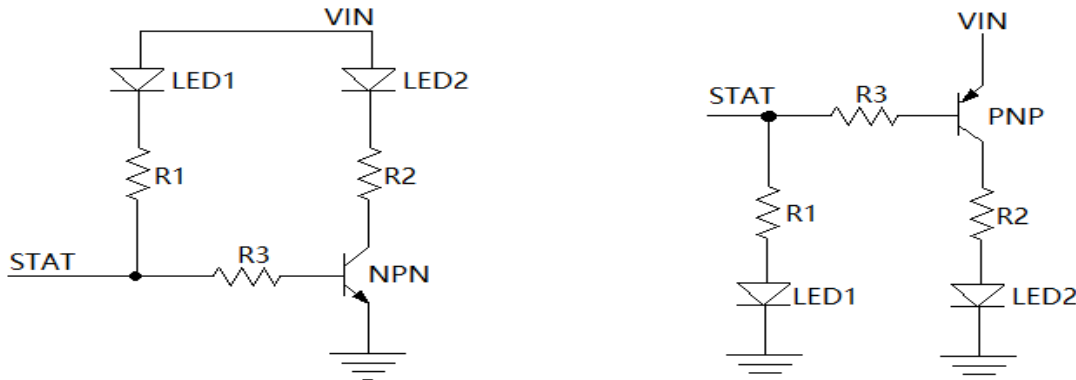 VIN
LED1
LED2
R1
R2
STAT
R3
NPN
VIN
STAT
R3
PNP
R1
R2
LED1
LED2